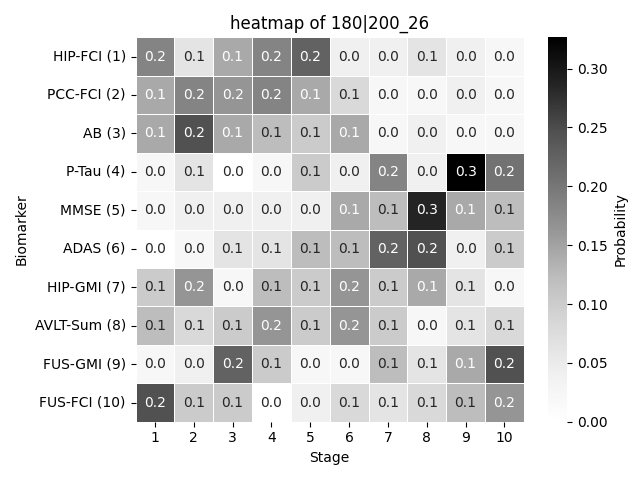 heatmap of 180|200_26
HIP-FCI (1) 0.2 0.1 0.1 0.2 0.2 0.0 0.0 0.1 0.0 0.0
PCC-FCI (2) 0.1 0.2 0.2 0.2 0.1 0.1 0.0 0.0 0.0 0.0
AB (3) 0.1 0.2 0.1 0.1 0.1 0.1 0.0 0.0 0.0 0.0
P-Tau (4) 0.0 0.1 0.0 0.0 0.1 0.0 0.2 0.0 0.3 0.2
MMSE (5) 0.0 0.0 0.0 0.0 0.0 0.1 0.1 0.3 0.1 0.1
ADAS (6) 0.0 0.0 0.1 0.1 0.1 0.1 0.2 0.2 0.0 0.1
HIP-GMI (7) 0.1 0.2 0.0 0.1 0.1 0.2 0.1 0.1 0.1 0.0
AVLT-Sum (8) 0.1 0.1 0.1 0.2 0.1 0.2 0.1 0.0 0.1 0.1
FUS-GMI (9) 0.0 0.0 0.2 0.1 0.0 0.0 0.1 0.1 0.1 0.2
FUS-FCI (10) 0.2 0.1 0.1 0.0 0.0 0.1 0.1 0.1 0.1 0.2
1 2 3 4 5 6 7 8 9 10
Stage
Biomarker
0.30
0.25
0.20
0.15
0.10
0.05
0.00
Probability